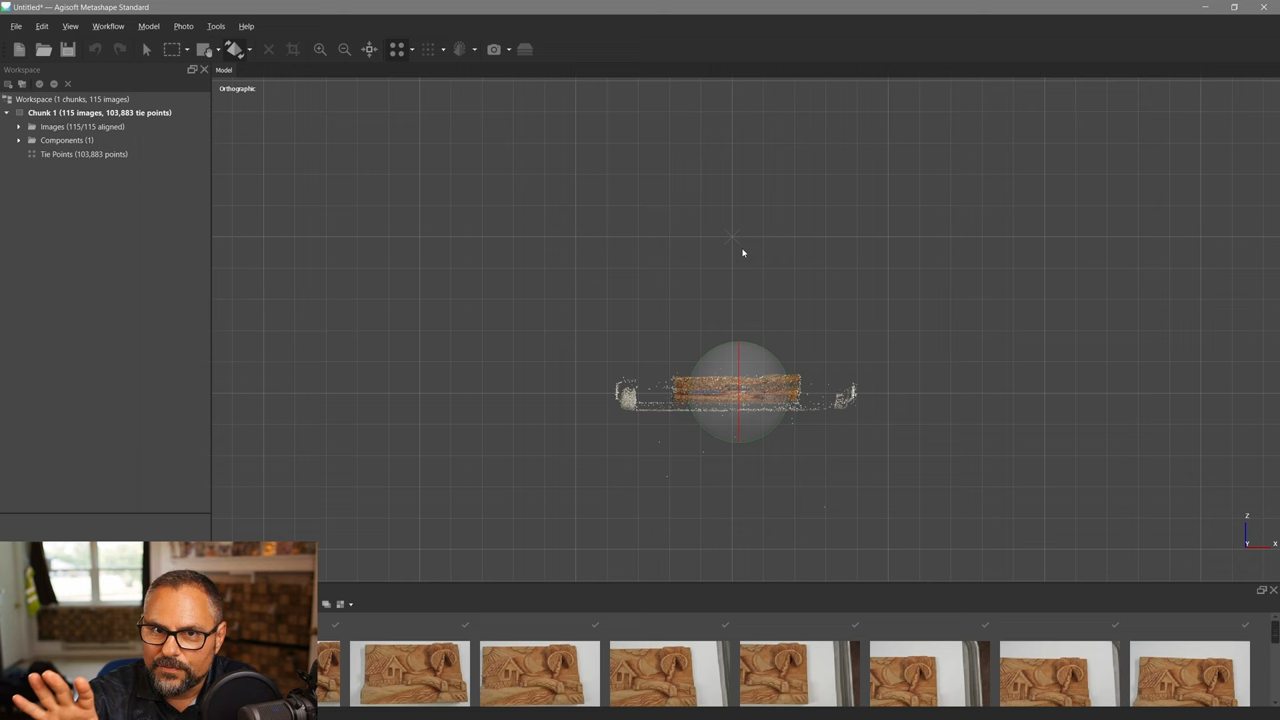 Untitled* — Agisoft Metashape Standard
File Edit View Workflow Model Photo Tools Help
Workspace
Model
Workspace (1 chunks, 115 images)
Orthographic
Chunk 1 (115 images, 103,883 tie points)
Images (115/115 aligned)
Components (1)
Tie Points (103,883 points)
Z
Y
X